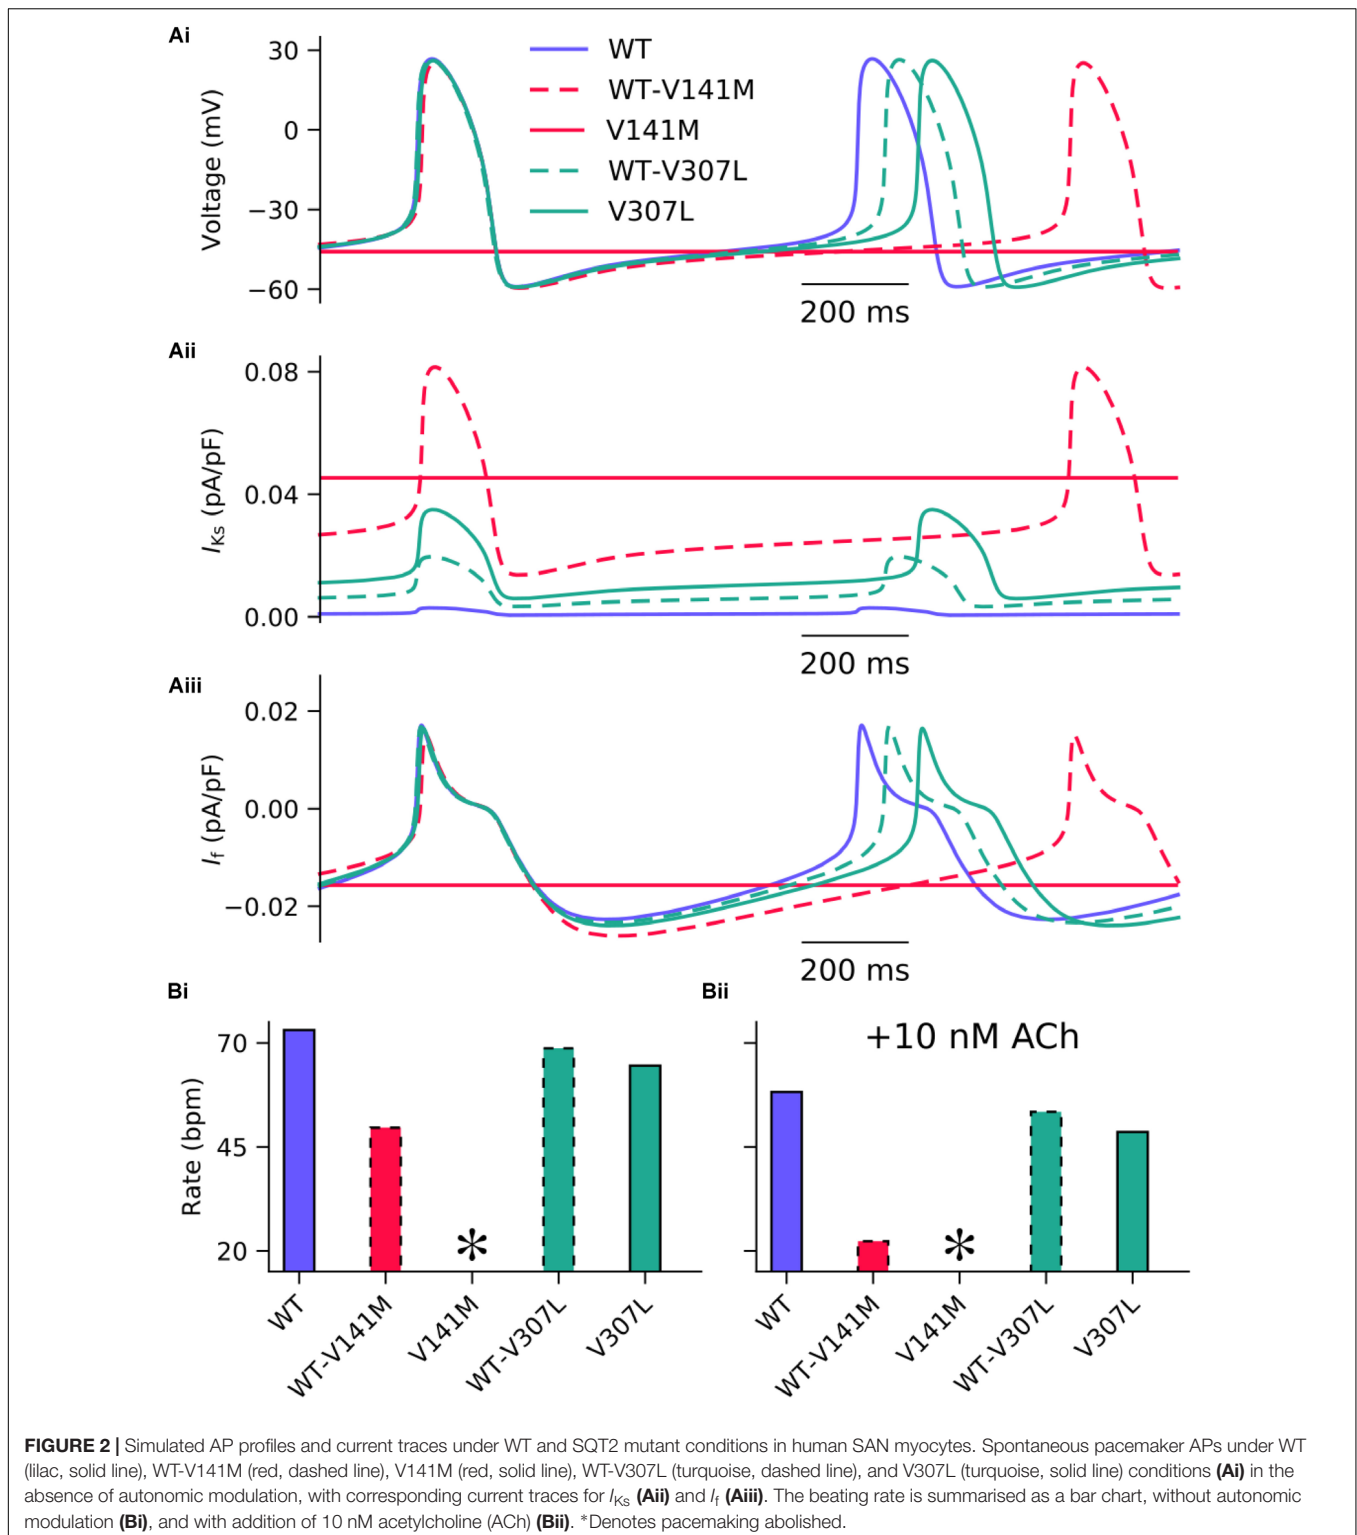 Ai
30
0
−30
−60
Voltage (mV)
WT
WT-V141M
V141M
WT-V307L
V307L
200 ms
Aii
0.08
0.04
0.00
IKs (pA/pF)
200 ms
Aiii
0.02
0.00
−0.02
If (pA/pF)
200 ms
Bi
70
45
20
Rate (bpm)
*
WT
WT-V141M
V141M
WT-V307L
V307L
Bii
+10 nM ACh
*
WT
WT-V141M
V141M
WT-V307L
V307L
FIGURE 2 | Simulated AP profiles and current traces under WT and SQT2 mutant conditions in human SAN myocytes. Spontaneous pacemaker APs under WT
(lilac, solid line), WT-V141M (red, dashed line), V141M (red, solid line), WT-V307L (turquoise, dashed line), and V307L (turquoise, solid line) conditions (Ai) in the
absence of autonomic modulation, with corresponding current traces for IKs (Aii) and If (Aiii). The beating rate is summarised as a bar chart, without autonomic
modulation (Bi), and with addition of 10 nM acetylcholine (ACh) (Bii). *Denotes pacemaking abolished.